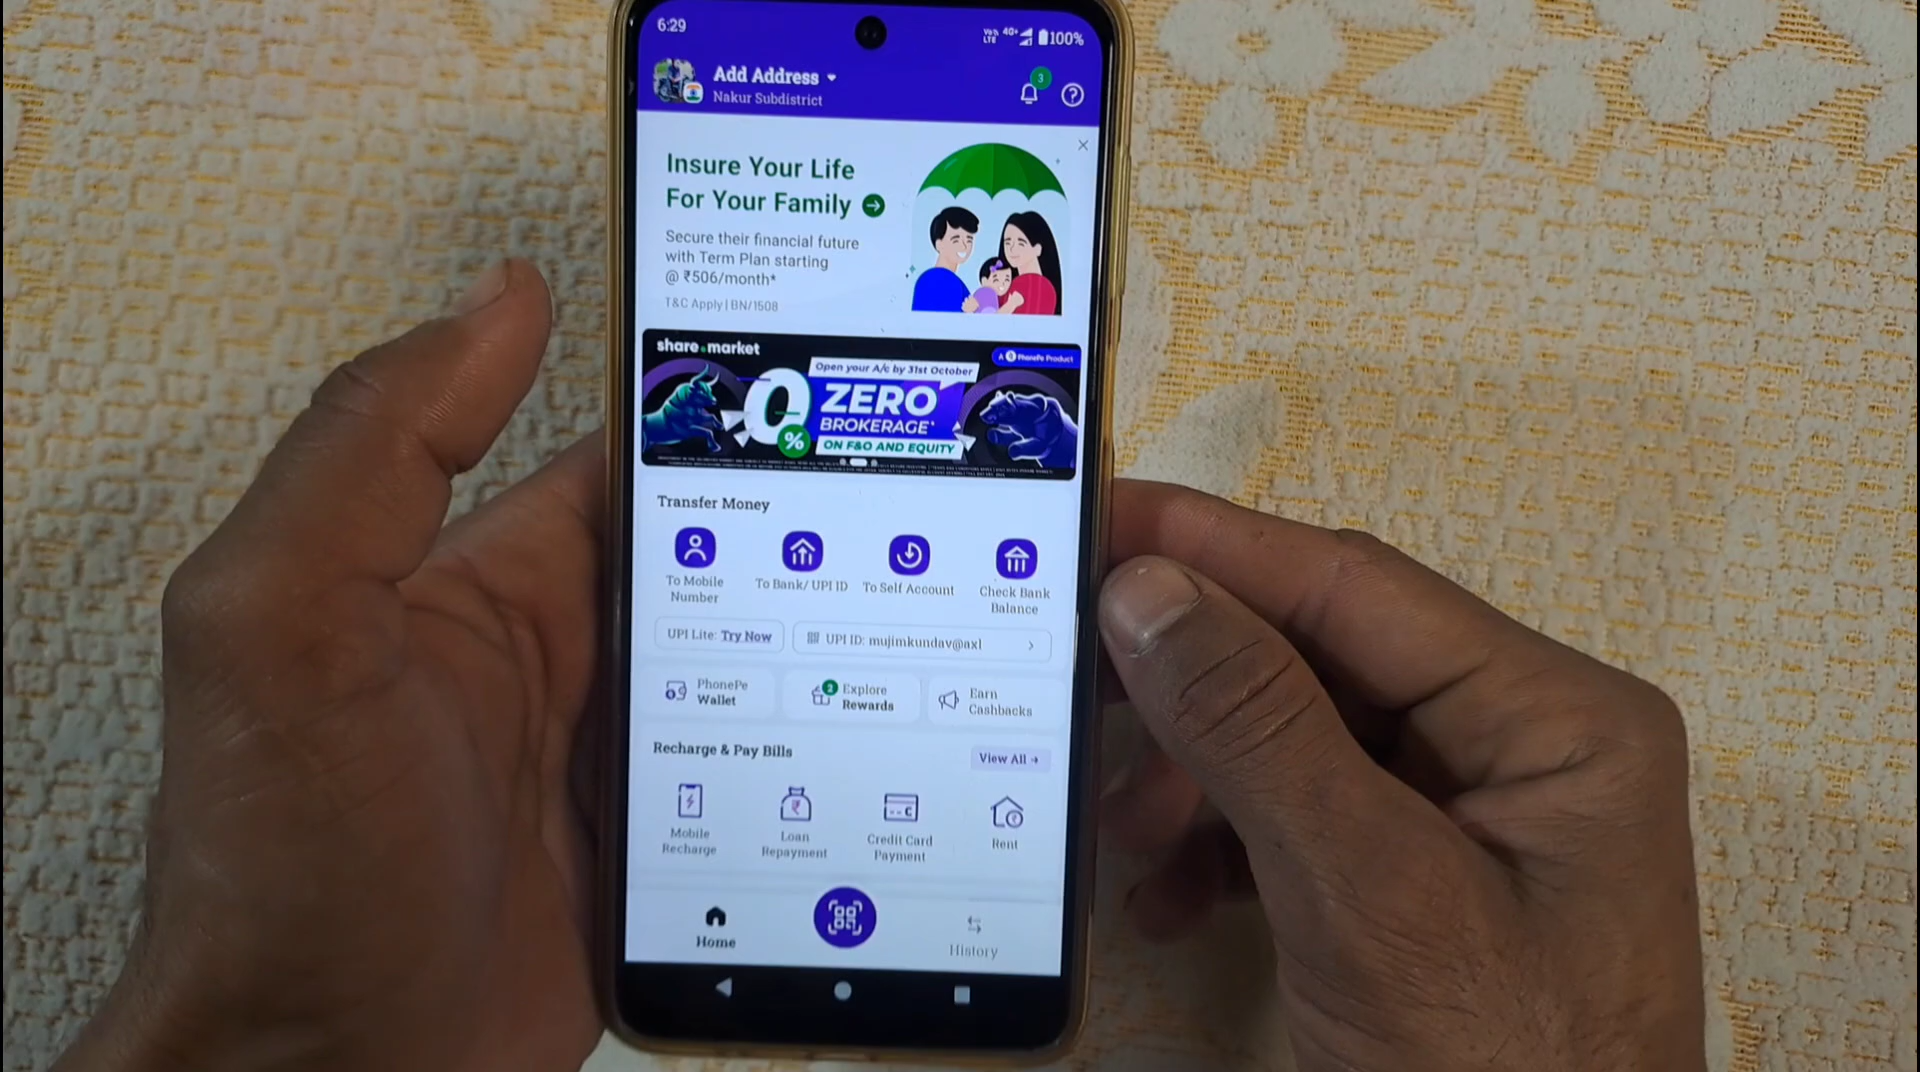 6:29
VoLTE 4G+ 100%
Add Address
Nakur Subdistrict
3
Insure Your Life
For Your Family
Secure their financial future
with Term Plan starting
@ ₹506/month*
T&C Apply | BN/1508
share.market
A PhonePe Product
Open your A/c by 31st October
0%
ZERO
BROKERAGE*
ON F&O AND EQUITY
Transfer Money
To Mobile
Number
To Bank/ UPI ID
To Self Account
Check Bank
Balance
UPI Lite: Try Now
UPI ID: mujimkundav@axl
PhonePe
Wallet
2
Explore
Rewards
Earn
Cashbacks
Recharge & Pay Bills
View All
Mobile
Recharge
Loan
Repayment
Credit Card
Payment
Rent
Home
History